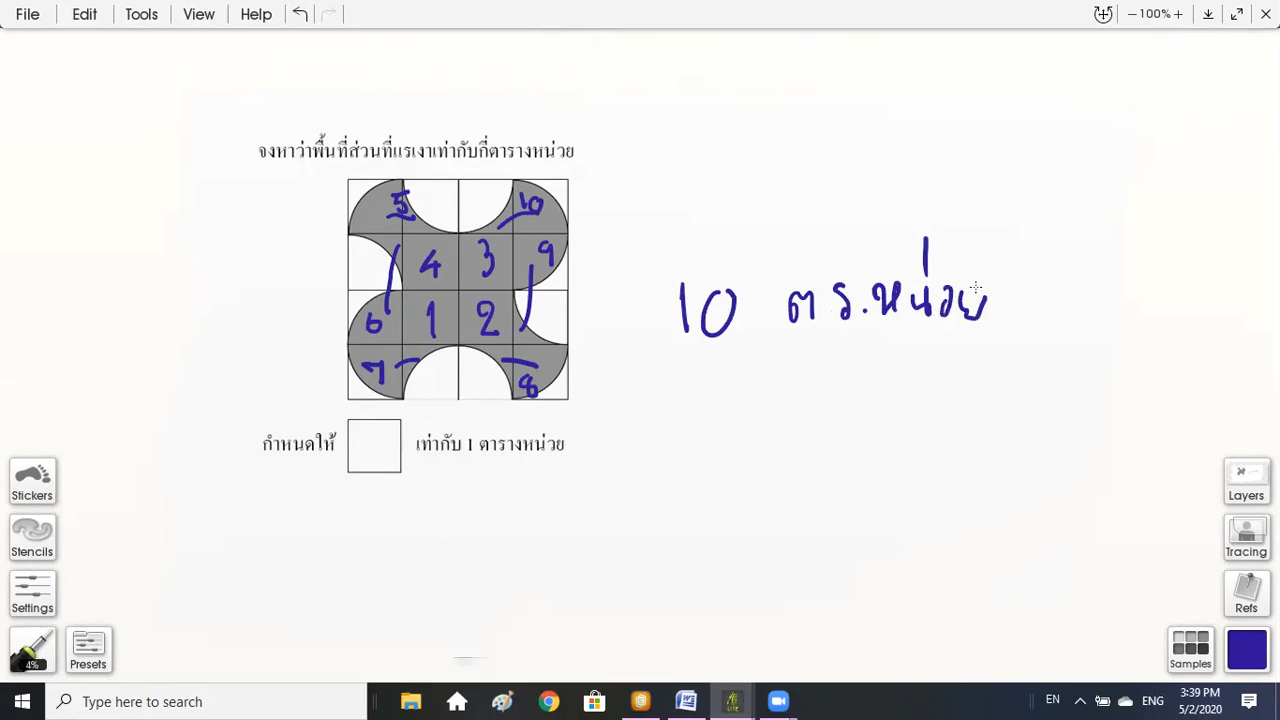 File Edit Tools View Help
100%
จงหาว่าพื้นที่ส่วนที่แรเงาเท่ากับกี่ตารางหน่วย
5 10
4 3 9
6 1 2
7 8
10 ตร.หน่วย
กำหนดให้ เท่ากับ 1 ตารางหน่วย
Stickers
Stencils
Settings
4% Presets
Layers
Tracing
Refs
Samples
Type here to search
EN ENG 3:39 PM
5/2/2020